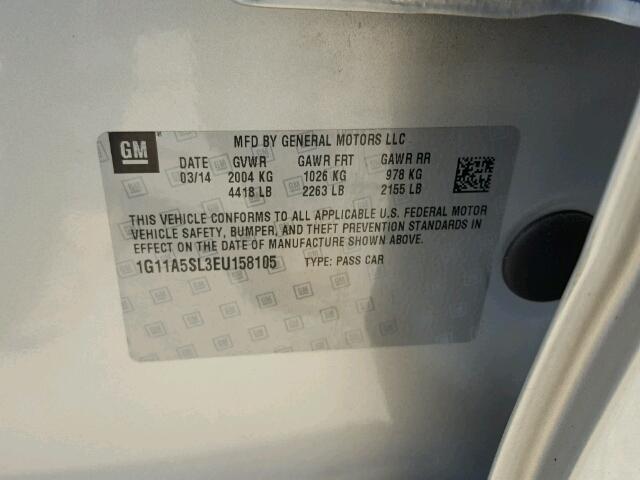 GM
MFD BY GENERAL MOTORS LLC
DATE GVWR GAWR FRT GAWR RR
03/14 2004 KG 1026 KG 978 KG
4418 LB 2263 LB 2155 LB
THIS VEHICLE CONFORMS TO ALL APPLICABLE U.S. FEDERAL MOTOR
VEHICLE SAFETY, BUMPER, AND THEFT PREVENTION STANDARDS IN
EFFECT ON THE DATE OF MANUFACTURE SHOWN ABOVE.
1G11A5SL3EU158105 TYPE: PASS CAR